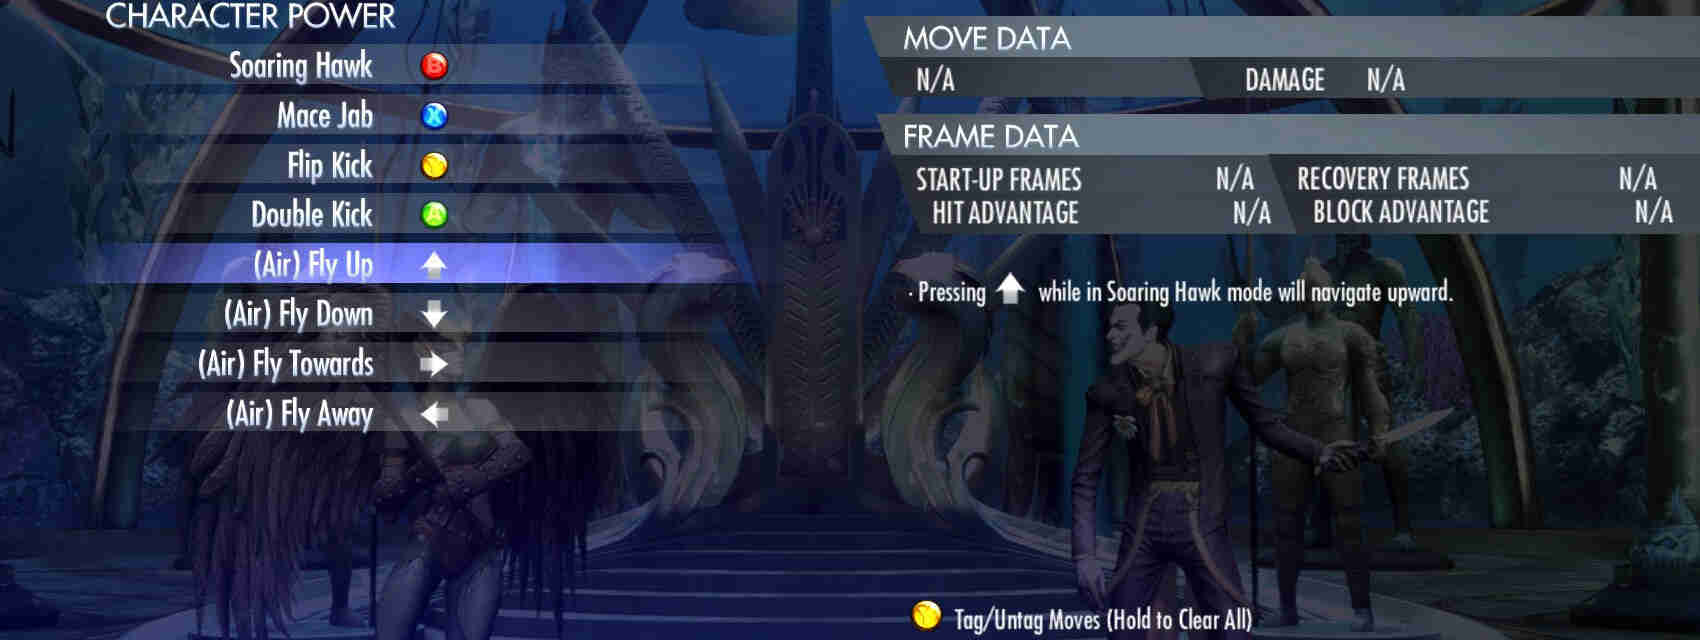 CHARACTER POWER
Soaring Hawk B
Mace Jab X
Flip Kick Y
Double Kick A
(Air) Fly Up
(Air) Fly Down
(Air) Fly Towards
(Air) Fly Away
MOVE DATA
N/A DAMAGE N/A
FRAME DATA
START-UP FRAMES N/A RECOVERY FRAMES N/A
HIT ADVANTAGE N/A BLOCK ADVANTAGE N/A
· Pressing while in Soaring Hawk mode will navigate upward.
Y Tag/Untag Moves (Hold to Clear All)